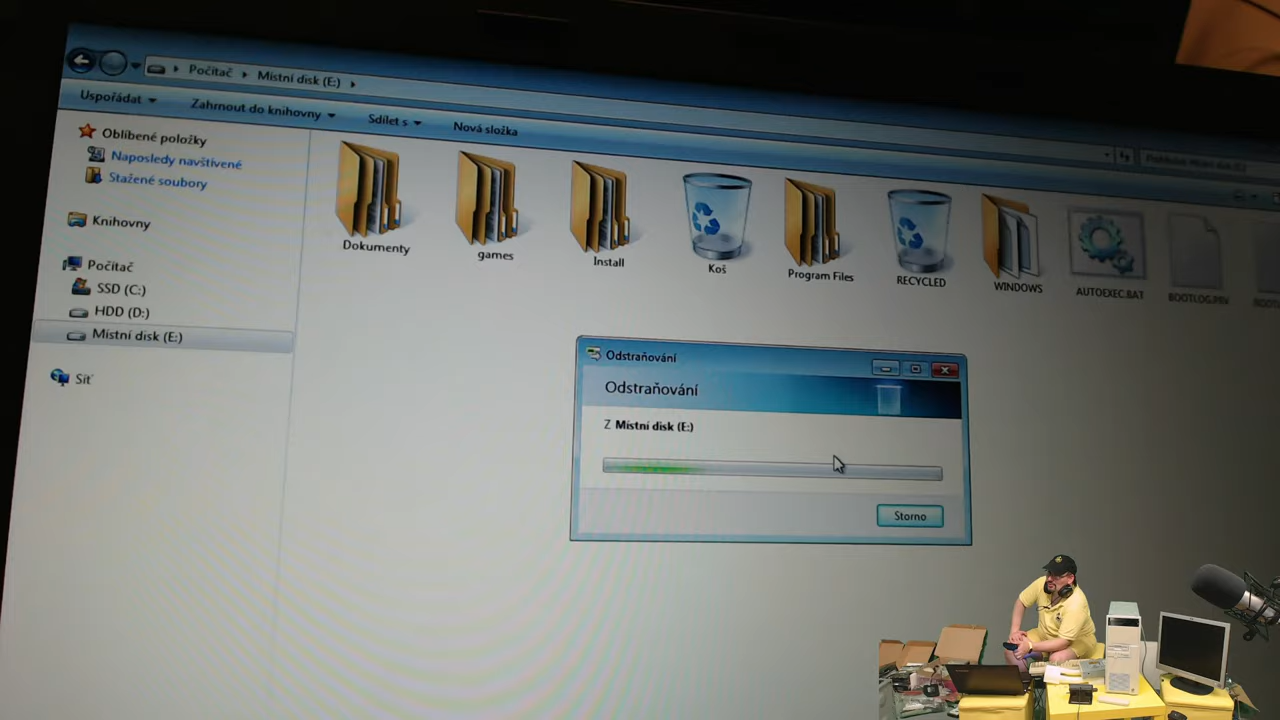 Počítač ▸ Místní disk (E:) ▸
Uspořádat Zahrnout do knihovny Sdílet s Nová složka
Oblíbené položky
Naposledy navštívené
Stažené soubory
Knihovny
Počítač
SSD (C:)
HDD (D:)
Místní disk (E:)
Síť
Dokumenty games Install Koš Program Files RECYCLED WINDOWS AUTOEXEC.BAT BOOTLOG.PRV
Odstraňování
Odstraňování
Z Místní disk (E:)
Storno